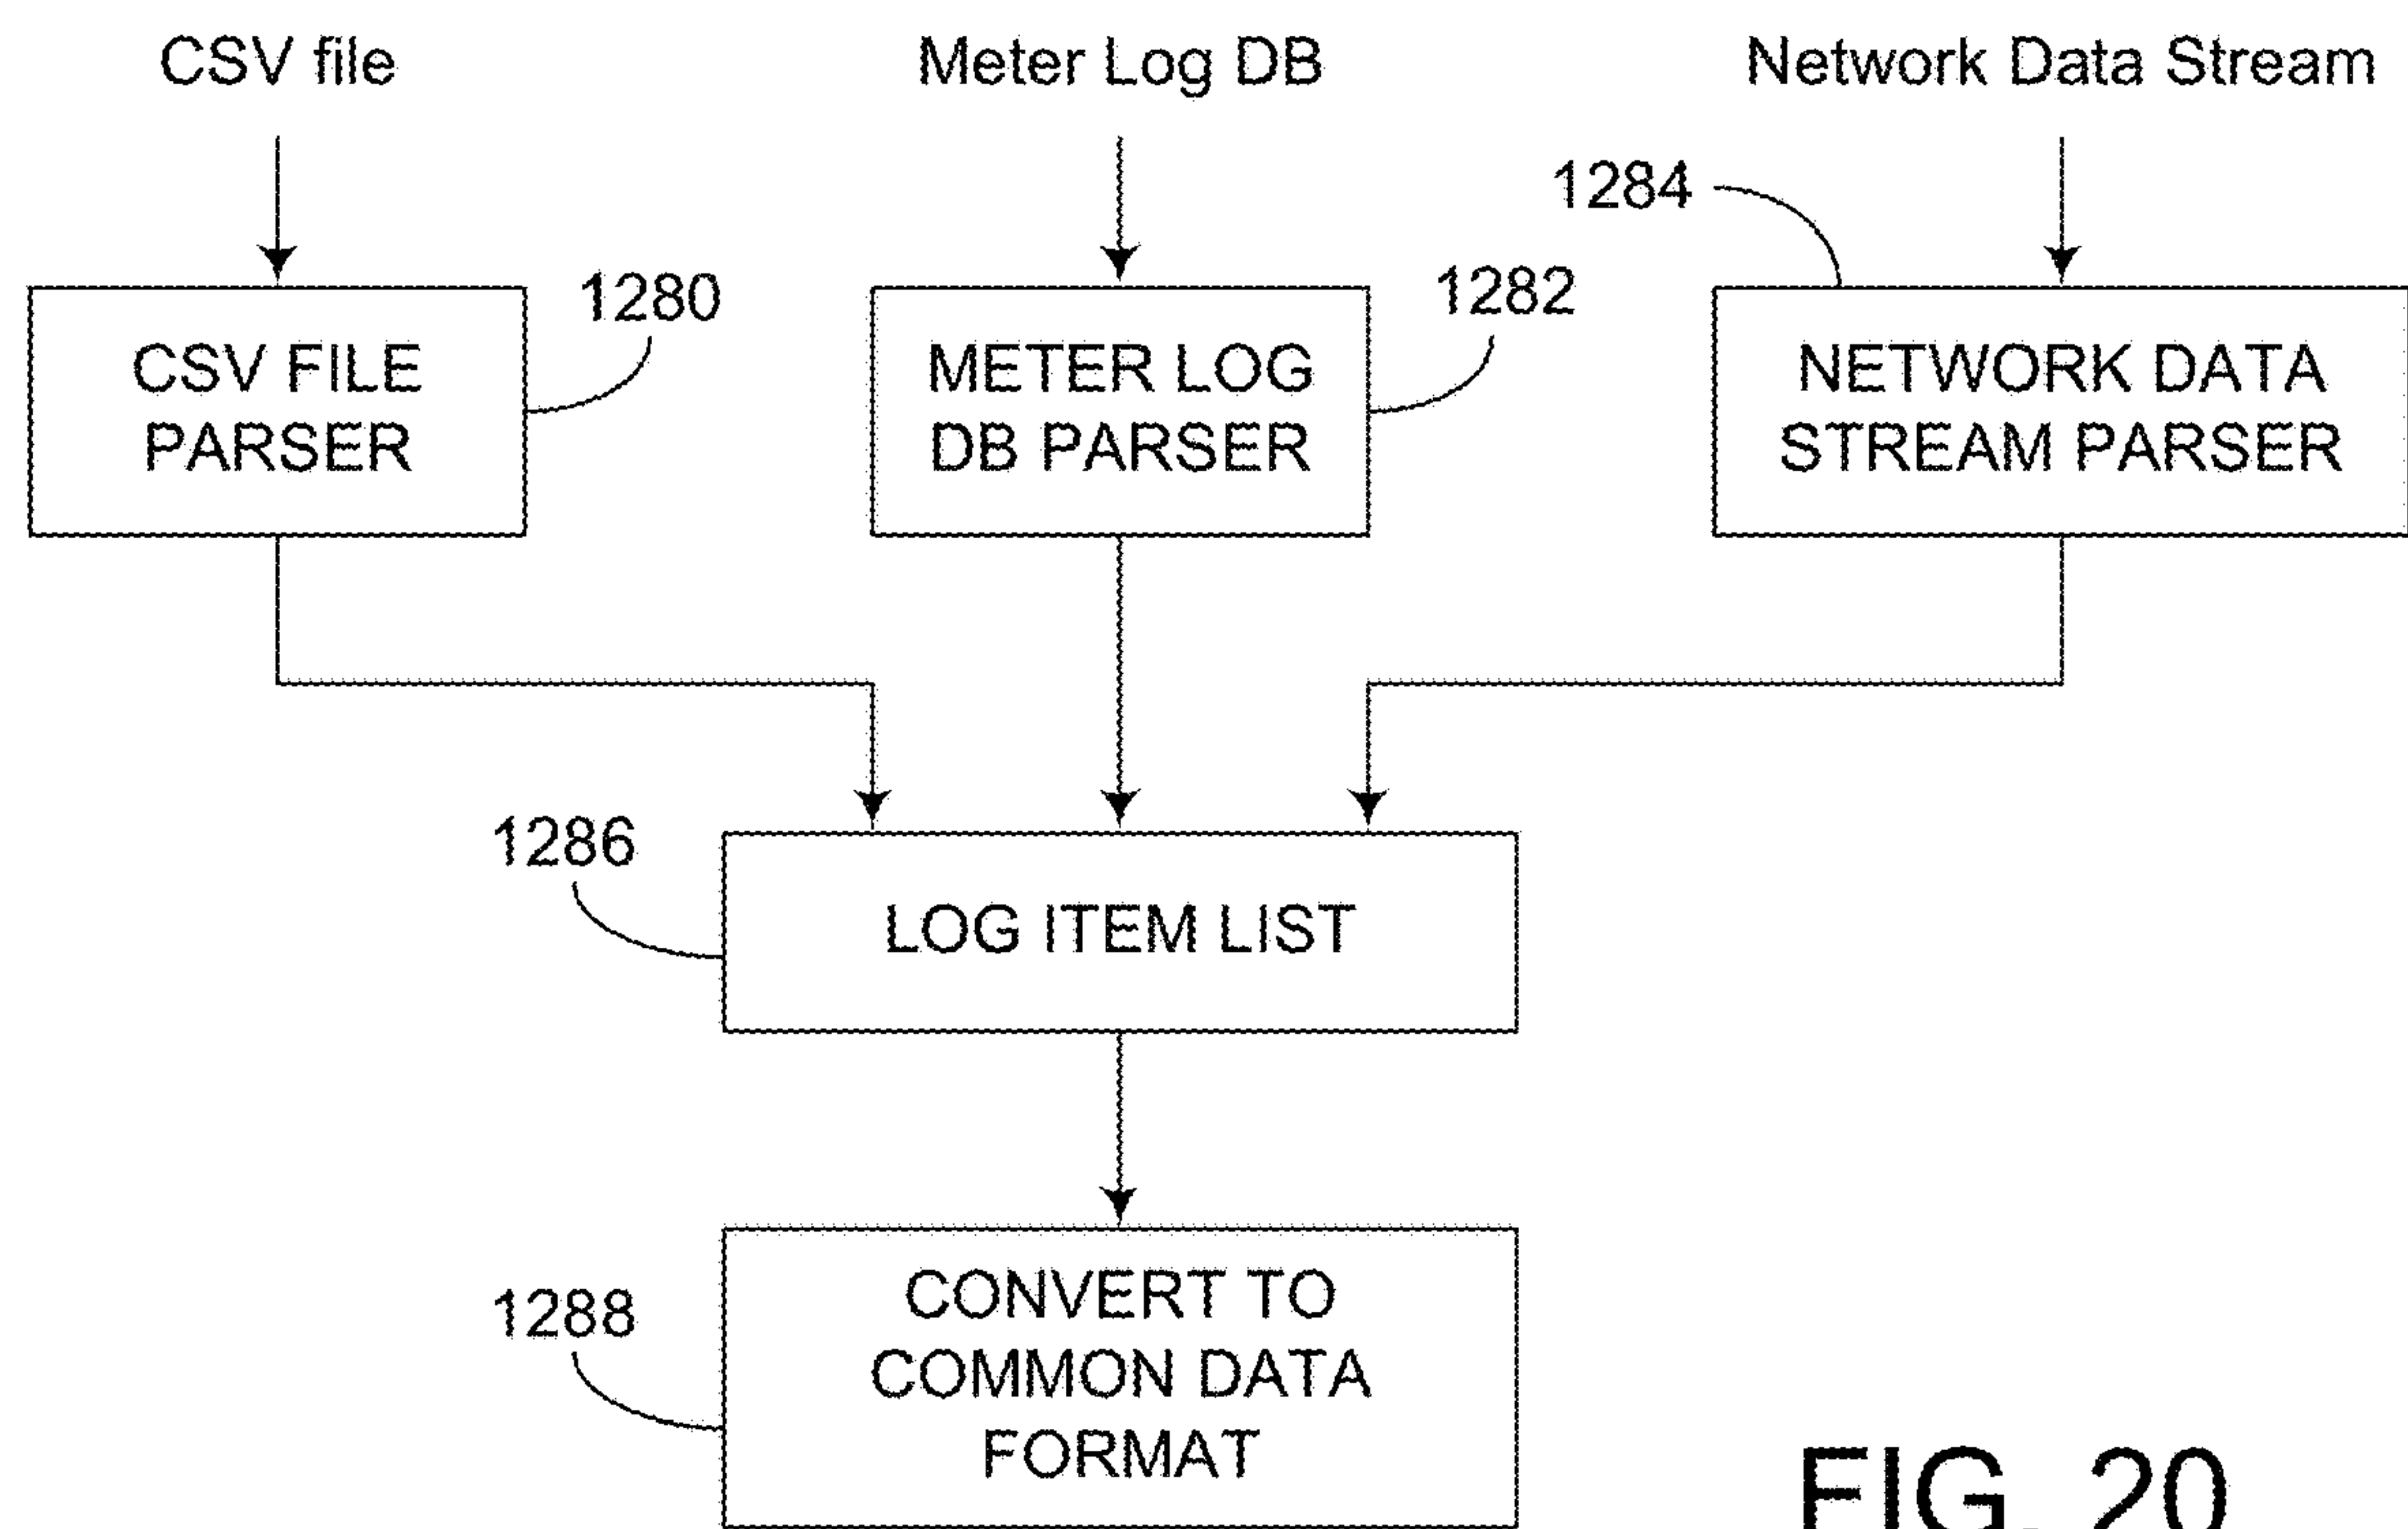 CSV file
Meter Log DB
Network Data Stream
1284
1280
1282
CSV FILE
PARSER
METER LOG
DB PARSER
NETWORK DATA
STREAM PARSER
1286
LOG ITEM LIST
1288
CONVERT TO
COMMON DATA
FORMAT
FIG. 20